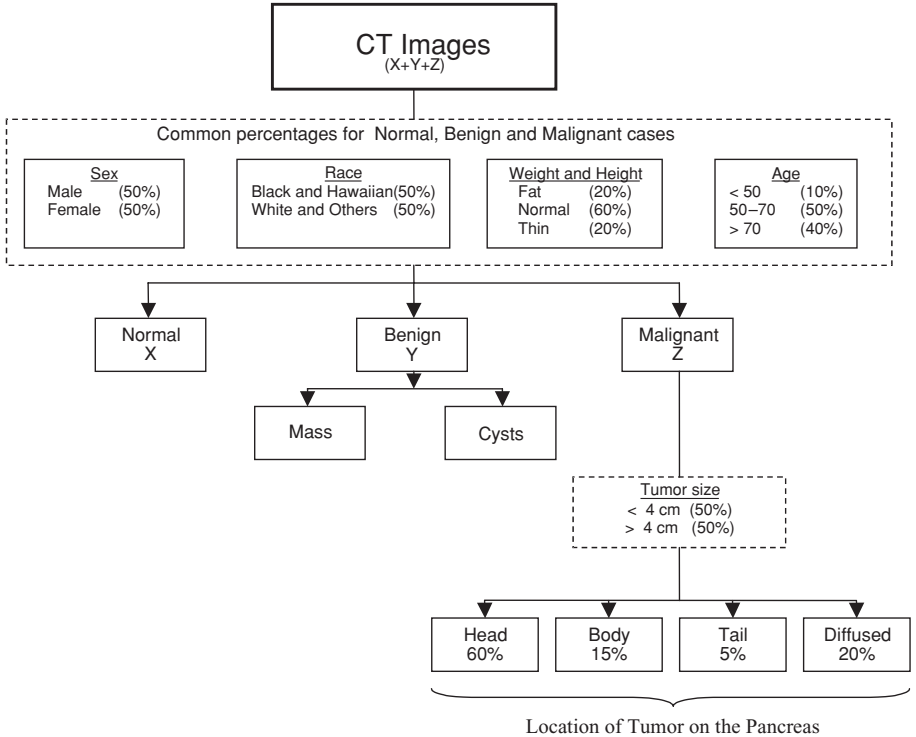 CT Images
(X+Y+Z)
Common percentages for Normal, Benign and Malignant cases
Sex
Male (50%)
Female (50%)
Race
Black and Hawaiian(50%)
White and Others (50%)
Weight and Height
Fat (20%)
Normal (60%)
Thin (20%)
Age
< 50 (10%)
50–70 (50%)
> 70 (40%)
Normal
X
Benign
Y
Malignant
Z
Mass
Cysts
Tumor size
< 4 cm (50%)
> 4 cm (50%)
Head
60%
Body
15%
Tail
5%
Diffused
20%
Location of Tumor on the Pancreas